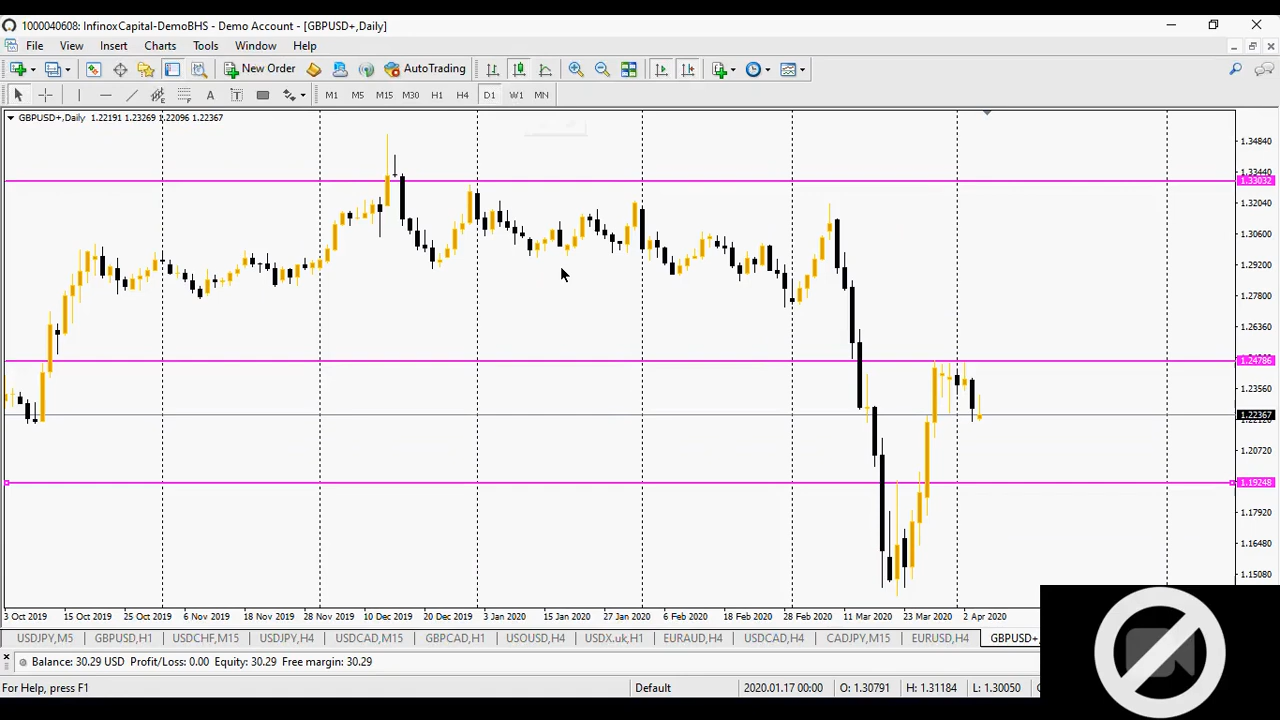 1000040608: InfinoxCapital-DemoBHS - Demo Account - [GBPUSD+,Daily]
File View Insert Charts Tools Window Help
New Order AutoTrading
A T M1 M5 M15 M30 H1 H4 D1 W1 MN
GBPUSD+,Daily 1.22191 1.23269 1.22096 1.22367
1.34840
1.33440
1.33032
1.32040
1.30600
1.29200
1.27800
1.26360
1.24786
1.23560
1.22367
1.20720
1.19248
1.17920
1.16480
1.15080
3 Oct 2019 15 Oct 2019 25 Oct 2019 6 Nov 2019 18 Nov 2019 28 Nov 2019 10 Dec 2019 20 Dec 2019 3 Jan 2020 15 Jan 2020 27 Jan 2020 6 Feb 2020 18 Feb 2020 28 Feb 2020 11 Mar 2020 23 Mar 2020 2 Apr 2020
USDJPY,M5 GBPUSD,H1 USDCHF,M15 USDJPY,H4 USDCAD,M15 GBPCAD,H1 USOUSD,H4 USDX.uk,H1 EURAUD,H4 USDCAD,H4 CADJPY,M15 EURUSD,H4 GBPUSD+,
Balance: 30.29 USD Profit/Loss: 0.00 Equity: 30.29 Free margin: 30.29
For Help, press F1 Default 2020.01.17 00:00 O: 1.30791 H: 1.31184 L: 1.30050